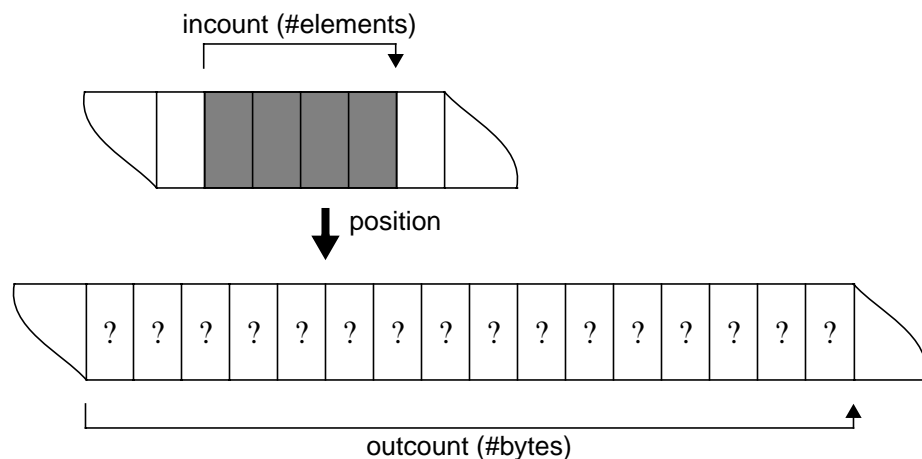 incount (#elements)
position
? ? ? ? ? ? ? ? ? ? ? ? ? ? ? ?
outcount (#bytes)